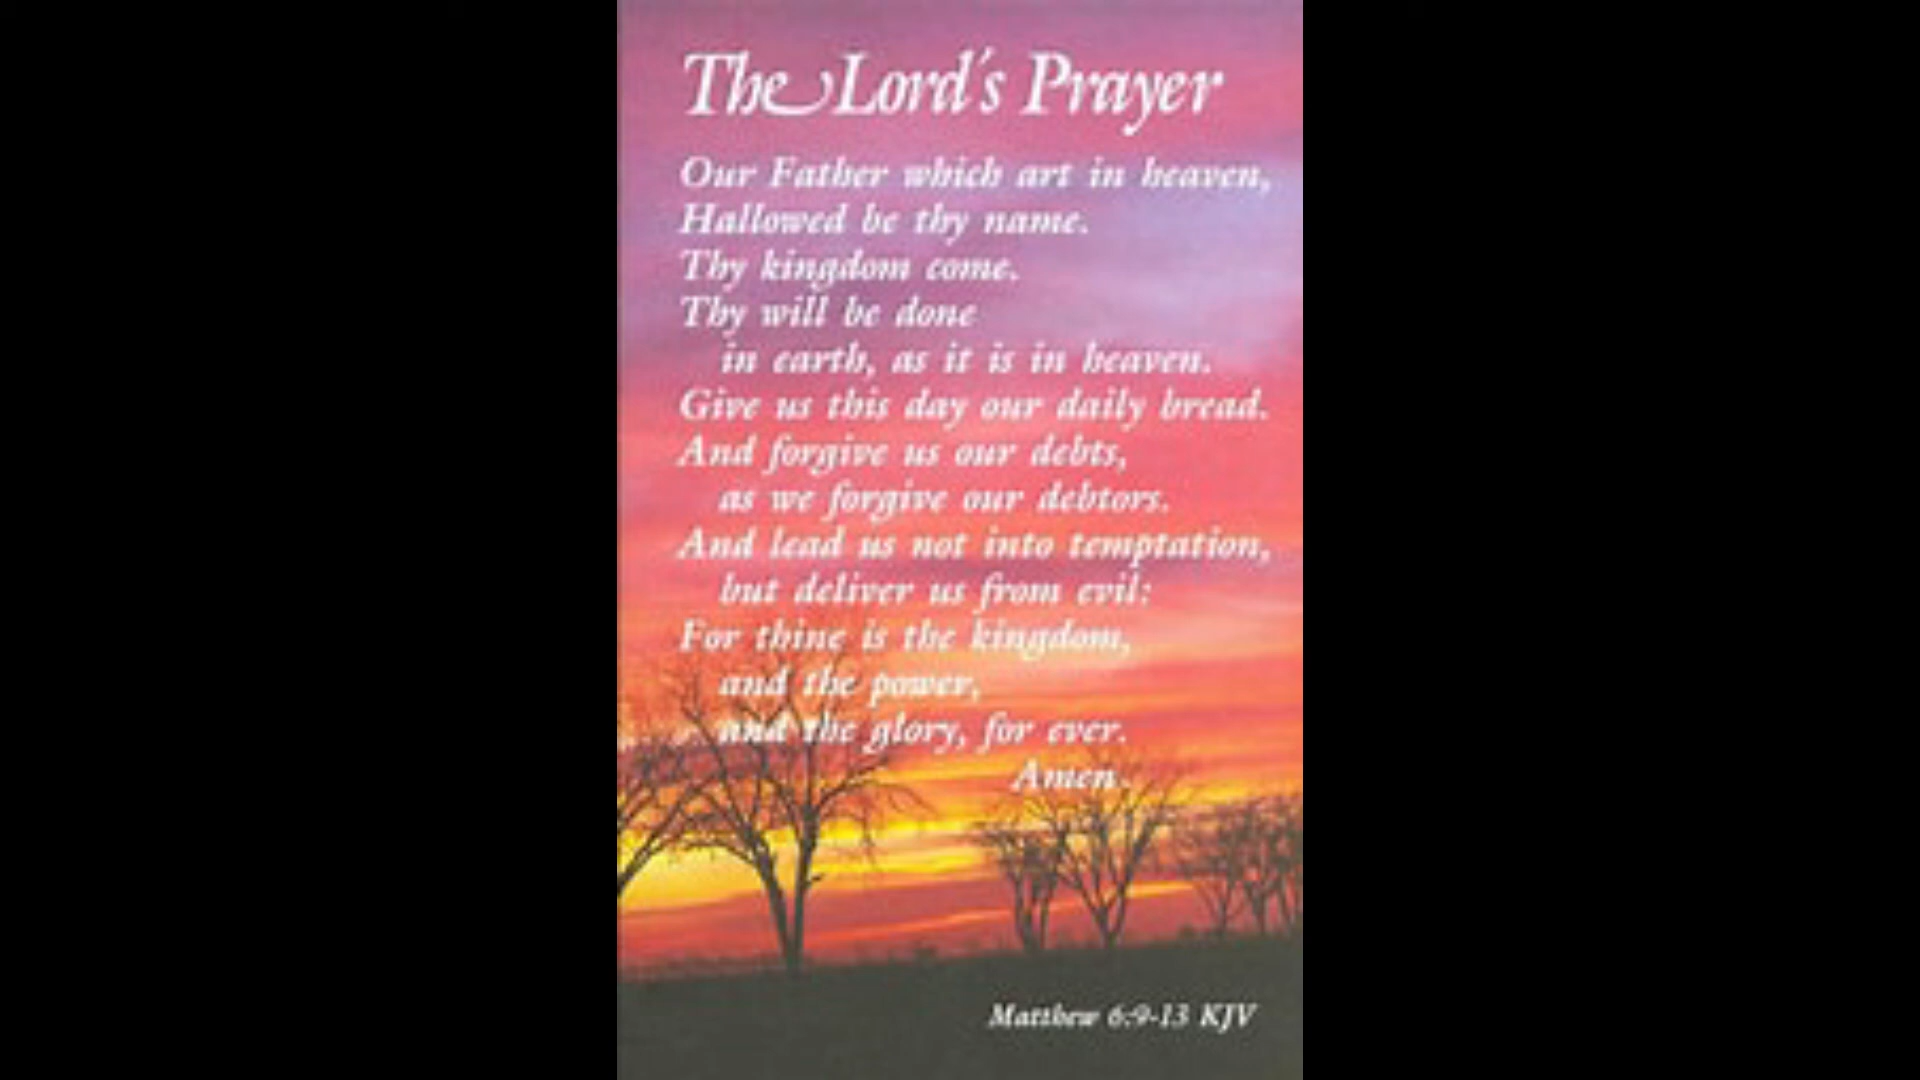 The Lord's Prayer
Our Father which art in heaven,
Hallowed be thy name.
Thy kingdom come.
Thy will be done
in earth, as it is in heaven.
Give us this day our daily bread.
And forgive us our debts,
as we forgive our debtors.
And lead us not into temptation,
but deliver us from evil:
For thine is the kingdom,
and the power,
and the glory, for ever.
Amen.
Matthew 6:9-13 KJV